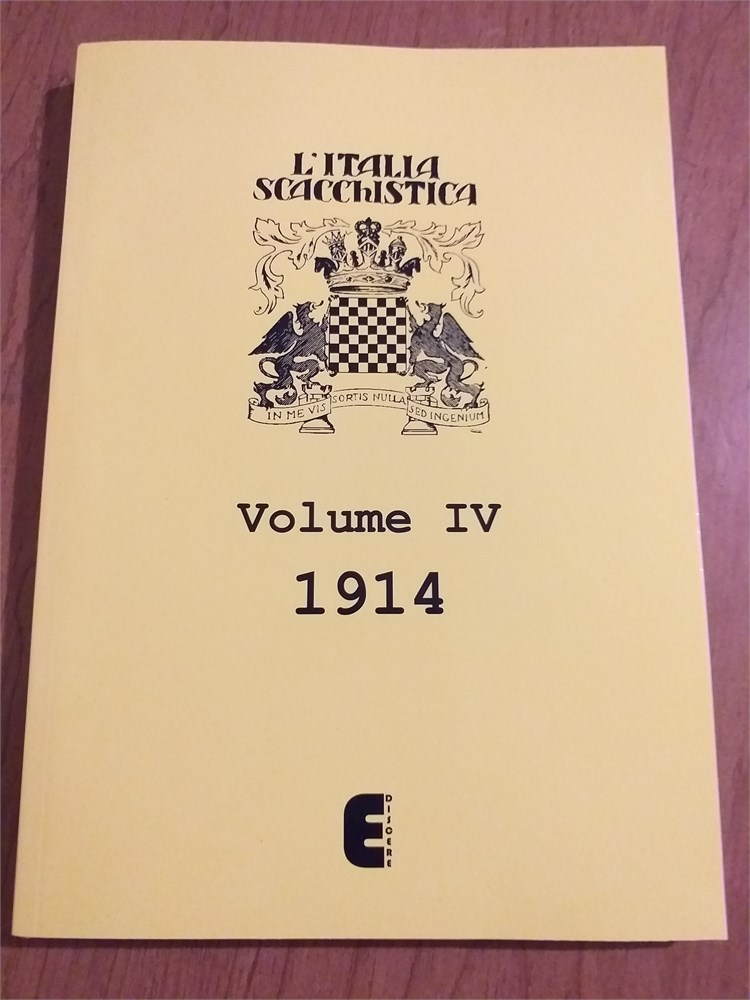 L'ITALIA
SCACChISTICA
IN ME VIS SORTIS NULLA SED INGENIUM
Volume IV
1914
E DISCERE